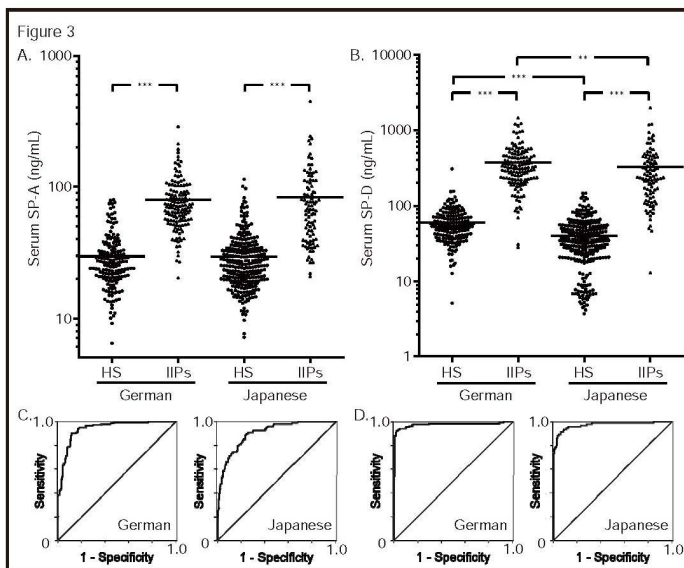 Figure 3
A.
1000
100
10
Serum SP-A (ng/mL)
***
***
HS
IIPs
HS
IIPs
German
Japanese
B.
10000
1000
100
10
1
Serum SP-D (ng/mL)
**
***
***
***
HS
IIPs
HS
IIPs
German
Japanese
C.
1.0
Sensitivity
0
German
1 - Specificity
1.0
1.0
Sensitivity
0
Japanese
1 - Specificity
1.0
D.
1.0
Sensitivity
0
German
1 - Specificity
1.0
1.0
Sensitivity
0
Japanese
1 - Specificity
1.0